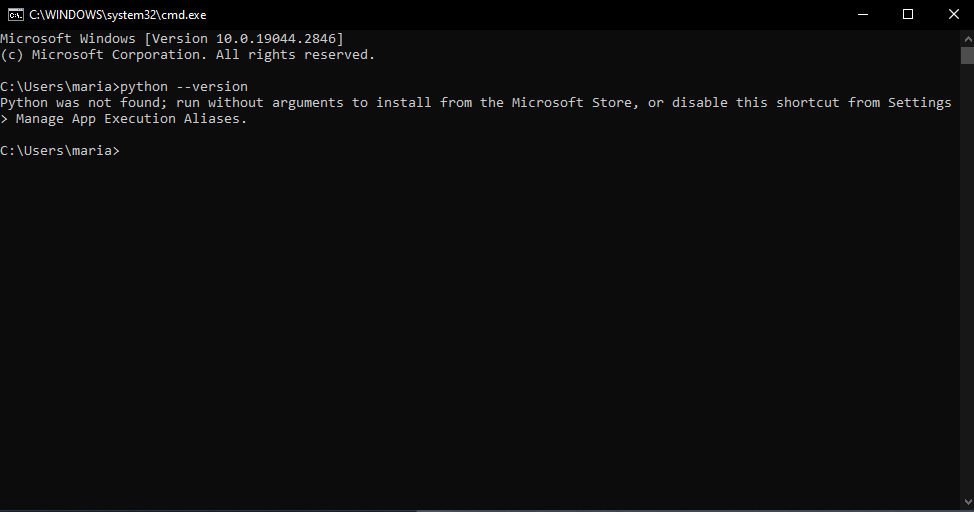 C:\WINDOWS\system32\cmd.exe
Microsoft Windows [Version 10.0.19044.2846]
(c) Microsoft Corporation. All rights reserved.
C:\Users\maria>python --version
Python was not found; run without arguments to install from the Microsoft Store, or disable this shortcut from Settings
> Manage App Execution Aliases.
C:\Users\maria>